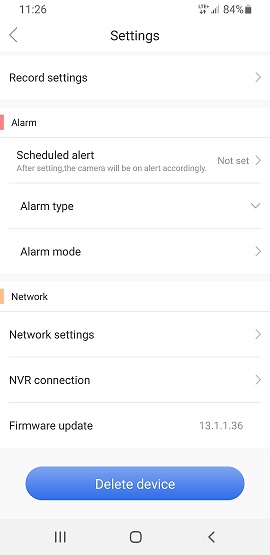 11:26 LTE+ 84%
Settings
Record settings
Alarm
Scheduled alert
After setting,the camera will be on alert accordingly.
Not set
Alarm type
Alarm mode
Network
Network settings
NVR connection
Firmware update 13.1.1.36
Delete device